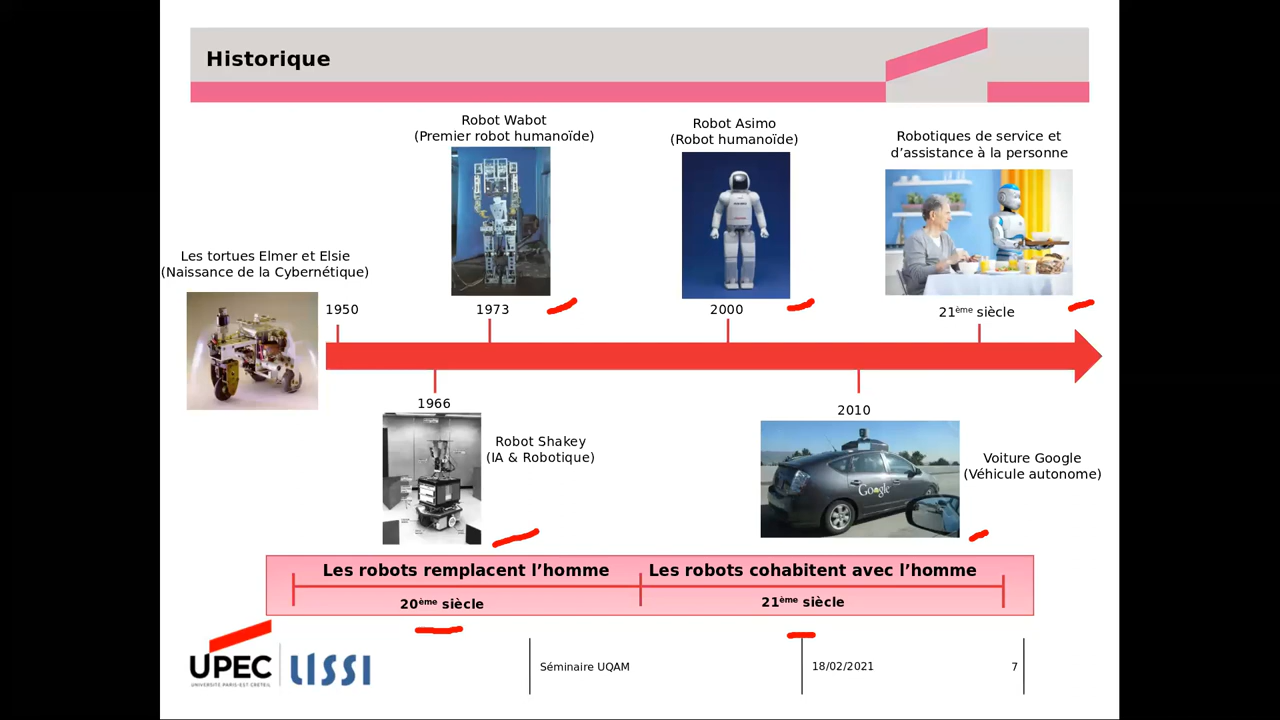 Historique
Robot Wabot
(Premier robot humanoïde)
Robot Asimo
(Robot humanoïde)
Robotiques de service et
d’assistance à la personne
Les tortues Elmer et Elsie
(Naissance de la Cybernétique)
1950
1973
2000
21ème siècle
1966
2010
Robot Shakey
(IA & Robotique)
Google
Voiture Google
(Véhicule autonome)
Les robots remplacent l’homme
Les robots cohabitent avec l’homme
20ème siècle
21ème siècle
UPEC
UNIVERSITÉ PARIS-EST CRÉTEIL
LISSI
Séminaire UQAM
18/02/2021
7